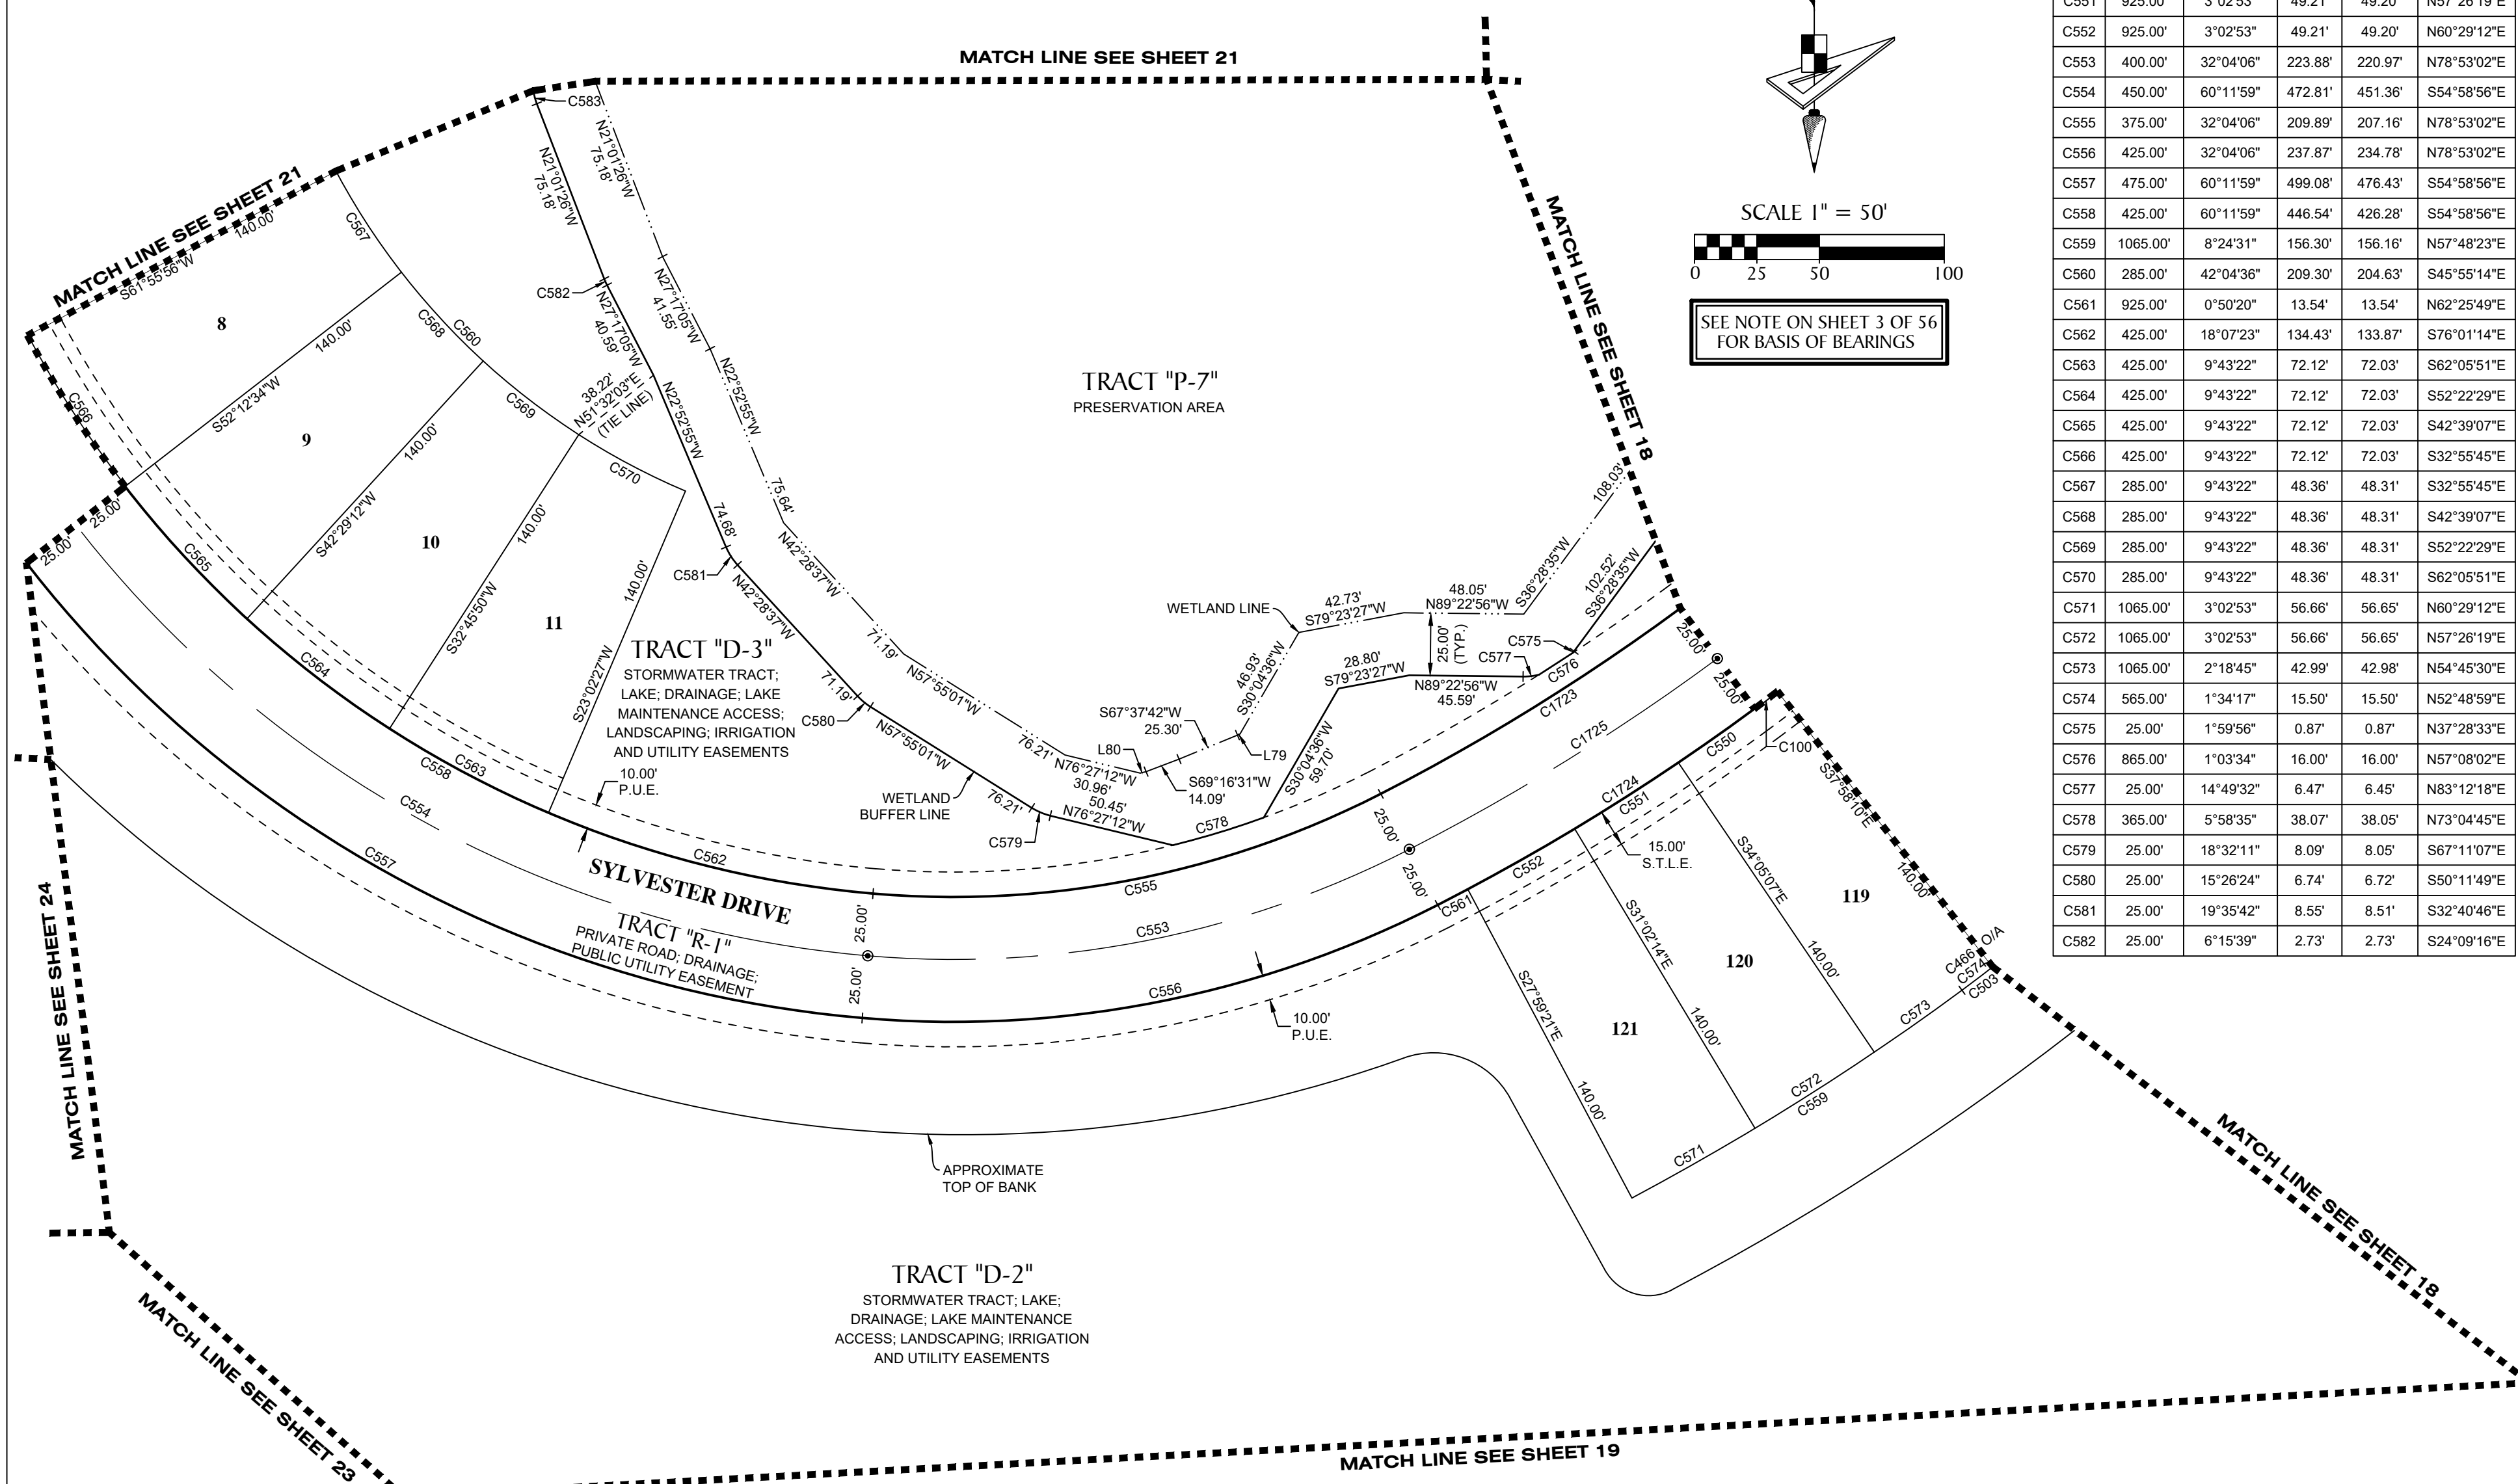 MATCH LINE SEE SHEET 21
MATCH LINE SEE SHEET 21
140.00'
S61°55'56"W
8
C566
C567
140.00'
S52°12'34"W
9
C568
C560
140.00'
S42°29'12"W
10
C569
140.00'
S32°45'50"W
11
C570
140.00'
S23°02'27"W
38.22'
N51°32'03"E
(TIE LINE)
C583
N21°01'26"W
75.18'
N21°01'26"W
75.18'
C582
N27°17'05"W
40.59'
N27°17'05"W
41.55'
N22°52'55"W
74.68'
N22°52'55"W
75.64'
C581
N42°28'37"W
71.19'
N42°28'37"W
71.19'
C580
N57°55'01"W
76.21'
N57°55'01"W
76.21'
C579
N76°27'12"W
30.96'
50.45'
N76°27'12"W
L80
S67°37'42"W
25.30'
L79
S69°16'31"W
14.09'
WETLAND
BUFFER LINE
WETLAND LINE
46.93'
S30°04'36"W
S30°04'36"W
59.70'
42.73'
S79°23'27"W
28.80'
S79°23'27"W
48.05'
N89°22'56"W
N89°22'56"W
45.59'
25.00'
(TYP.)
S36°28'35"W
108.03'
102.52'
S36°28'35"W
C575
C577
C576
C578
TRACT "P-7"
PRESERVATION AREA
MATCH LINE SEE SHEET 18
TRACT "D-3"
STORMWATER TRACT;
LAKE; DRAINAGE; LAKE
MAINTENANCE ACCESS;
LANDSCAPING; IRRIGATION
AND UTILITY EASEMENTS
10.00'
P.U.E.
25.00'
25.00'
C565
C564
C563
C558
C554
C557
C562
SYLVESTER DRIVE
TRACT "R-1"
PRIVATE ROAD; DRAINAGE;
PUBLIC UTILITY EASEMENT
25.00'
25.00'
C555
C553
C556
C1723
C1725
C1724
25.00'
25.00'
25.00'
25.00'
C561
C552
C551
C550
C100
15.00'
S.T.L.E.
10.00'
P.U.E.
S27°59'21"E
140.00'
121
S31°02'14"E
140.00'
120
S34°05'07"E
140.00'
119
S37°58'10"E
140.00'
C466 O/A
C574
C503
C573
C572
C559
C571
APPROXIMATE
TOP OF BANK
TRACT "D-2"
STORMWATER TRACT; LAKE;
DRAINAGE; LAKE MAINTENANCE
ACCESS; LANDSCAPING; IRRIGATION
AND UTILITY EASEMENTS
MATCH LINE SEE SHEET 24
MATCH LINE SEE SHEET 23
MATCH LINE SEE SHEET 19
MATCH LINE SEE SHEET 18
SCALE 1" = 50'
0 25 50 100
SEE NOTE ON SHEET 3 OF 56
FOR BASIS OF BEARINGS
C551 925.00' 3°02'53" 49.21' 49.20' N57°26'19"E
C552 925.00' 3°02'53" 49.21' 49.20' N60°29'12"E
C553 400.00' 32°04'06" 223.88' 220.97' N78°53'02"E
C554 450.00' 60°11'59" 472.81' 451.36' S54°58'56"E
C555 375.00' 32°04'06" 209.89' 207.16' N78°53'02"E
C556 425.00' 32°04'06" 237.87' 234.78' N78°53'02"E
C557 475.00' 60°11'59" 499.08' 476.43' S54°58'56"E
C558 425.00' 60°11'59" 446.54' 426.28' S54°58'56"E
C559 1065.00' 8°24'31" 156.30' 156.16' N57°48'23"E
C560 285.00' 42°04'36" 209.30' 204.63' S45°55'14"E
C561 925.00' 0°50'20" 13.54' 13.54' N62°25'49"E
C562 425.00' 18°07'23" 134.43' 133.87' S76°01'14"E
C563 425.00' 9°43'22" 72.12' 72.03' S62°05'51"E
C564 425.00' 9°43'22" 72.12' 72.03' S52°22'29"E
C565 425.00' 9°43'22" 72.12' 72.03' S42°39'07"E
C566 425.00' 9°43'22" 72.12' 72.03' S32°55'45"E
C567 285.00' 9°43'22" 48.36' 48.31' S32°55'45"E
C568 285.00' 9°43'22" 48.36' 48.31' S42°39'07"E
C569 285.00' 9°43'22" 48.36' 48.31' S52°22'29"E
C570 285.00' 9°43'22" 48.36' 48.31' S62°05'51"E
C571 1065.00' 3°02'53" 56.66' 56.65' N60°29'12"E
C572 1065.00' 3°02'53" 56.66' 56.65' N57°26'19"E
C573 1065.00' 2°18'45" 42.99' 42.98' N54°45'30"E
C574 565.00' 1°34'17" 15.50' 15.50' N52°48'59"E
C575 25.00' 1°59'56" 0.87' 0.87' N37°28'33"E
C576 865.00' 1°03'34" 16.00' 16.00' N57°08'02"E
C577 25.00' 14°49'32" 6.47' 6.45' N83°12'18"E
C578 365.00' 5°58'35" 38.07' 38.05' N73°04'45"E
C579 25.00' 18°32'11" 8.09' 8.05' S67°11'07"E
C580 25.00' 15°26'24" 6.74' 6.72' S50°11'49"E
C581 25.00' 19°35'42" 8.55' 8.51' S32°40'46"E
C582 25.00' 6°15'39" 2.73' 2.73' S24°09'16"E